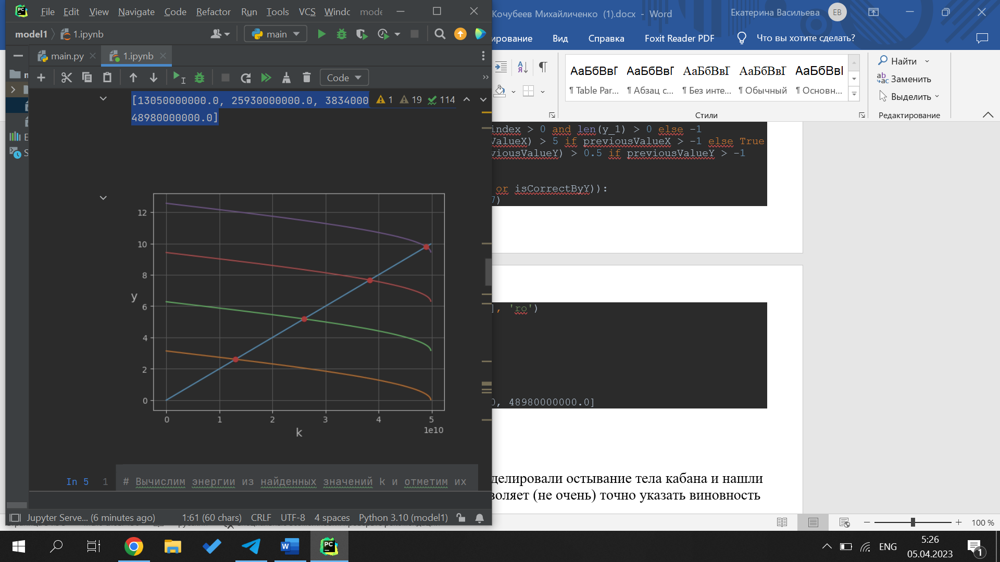 File Edit View Navigate Code Refactor Run Tools VCS Windc mode
model1 1.ipynb main
main.py 1.ipynb
Code
[13050000000.0, 25930000000.0, 3834000
48980000000.0]
1 19 114
12
10
8
6
4
2
0
y
0 1 2 3 4 5
1e10
k
In 5 1 # Вычислим энергии из найденных значений k и отметим их
Jupyter Serve... (6 minutes ago) 1:61 (60 chars) CRLF UTF-8 4 spaces Python 3.10 (model1)
Кочубеев Михайличенко (1).docx - Word Екатерина Васильева ЕВ
ирование Вид Справка Foxit Reader PDF Что вы хотите сделать?
АаБбВвГ АаБбВвГ АаБбВвГ АаБбВвГ АаБбВвI
¶ Table Par... ¶ Абзац с... ¶ Без инте... ¶ Обычный ¶ Основн...
Стили
Найти
Заменить
Выделить
Редактирование
index > 0 and len(y_1) > 0 else -1
ValueX) > 5 if previousValueX > -1 else True
viousValueY) > 0.5 if previousValueY > -1
or isCorrectByY)):
7)
], 'ro')
0, 48980000000.0]
делировали остывание тела кабана и нашли
воляет (не очень) точно указать виновность
100 %
ENG 5:26
05.04.2023
1